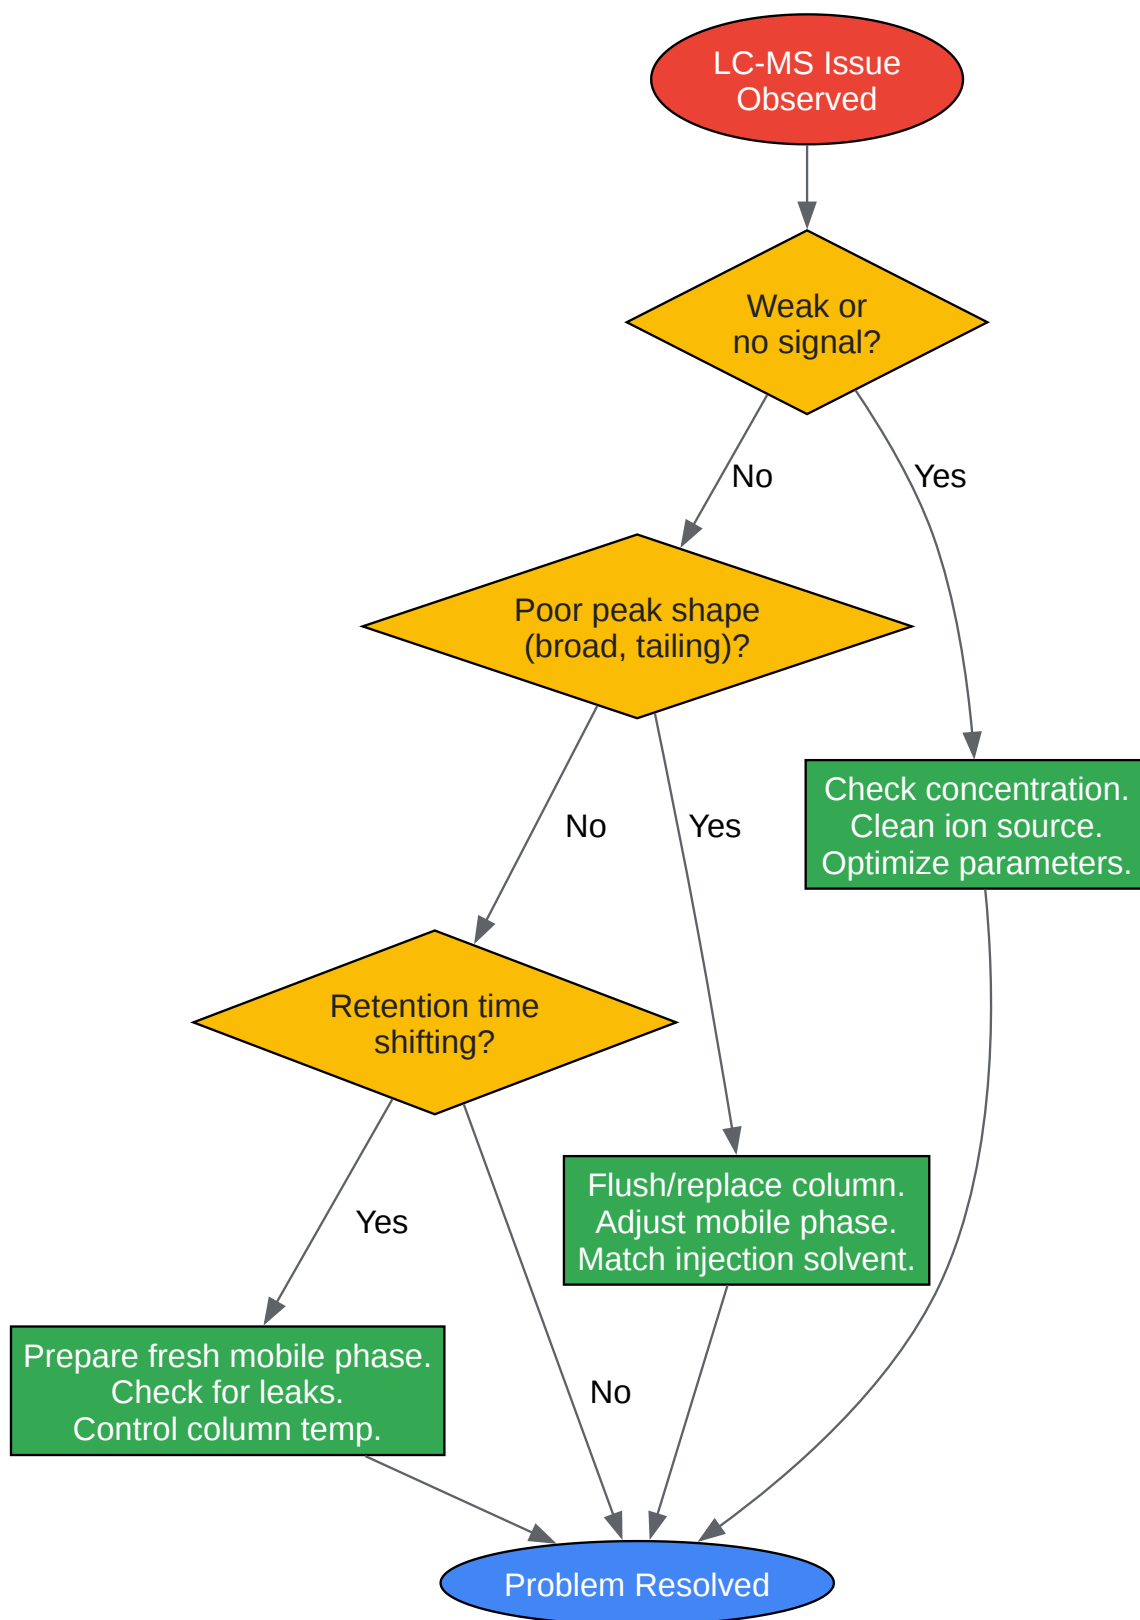 LC-MS Issue
Observed
Weak or
no signal?
No
Yes
Poor peak shape
(broad, tailing)?
No
Yes
Check concentration.
Clean ion source.
Optimize parameters.
Retention time
shifting?
Yes
Flush/replace column.
Adjust mobile phase.
Match injection solvent.
Prepare fresh mobile phase.
Check for leaks.
Control column temp.
No
Problem Resolved